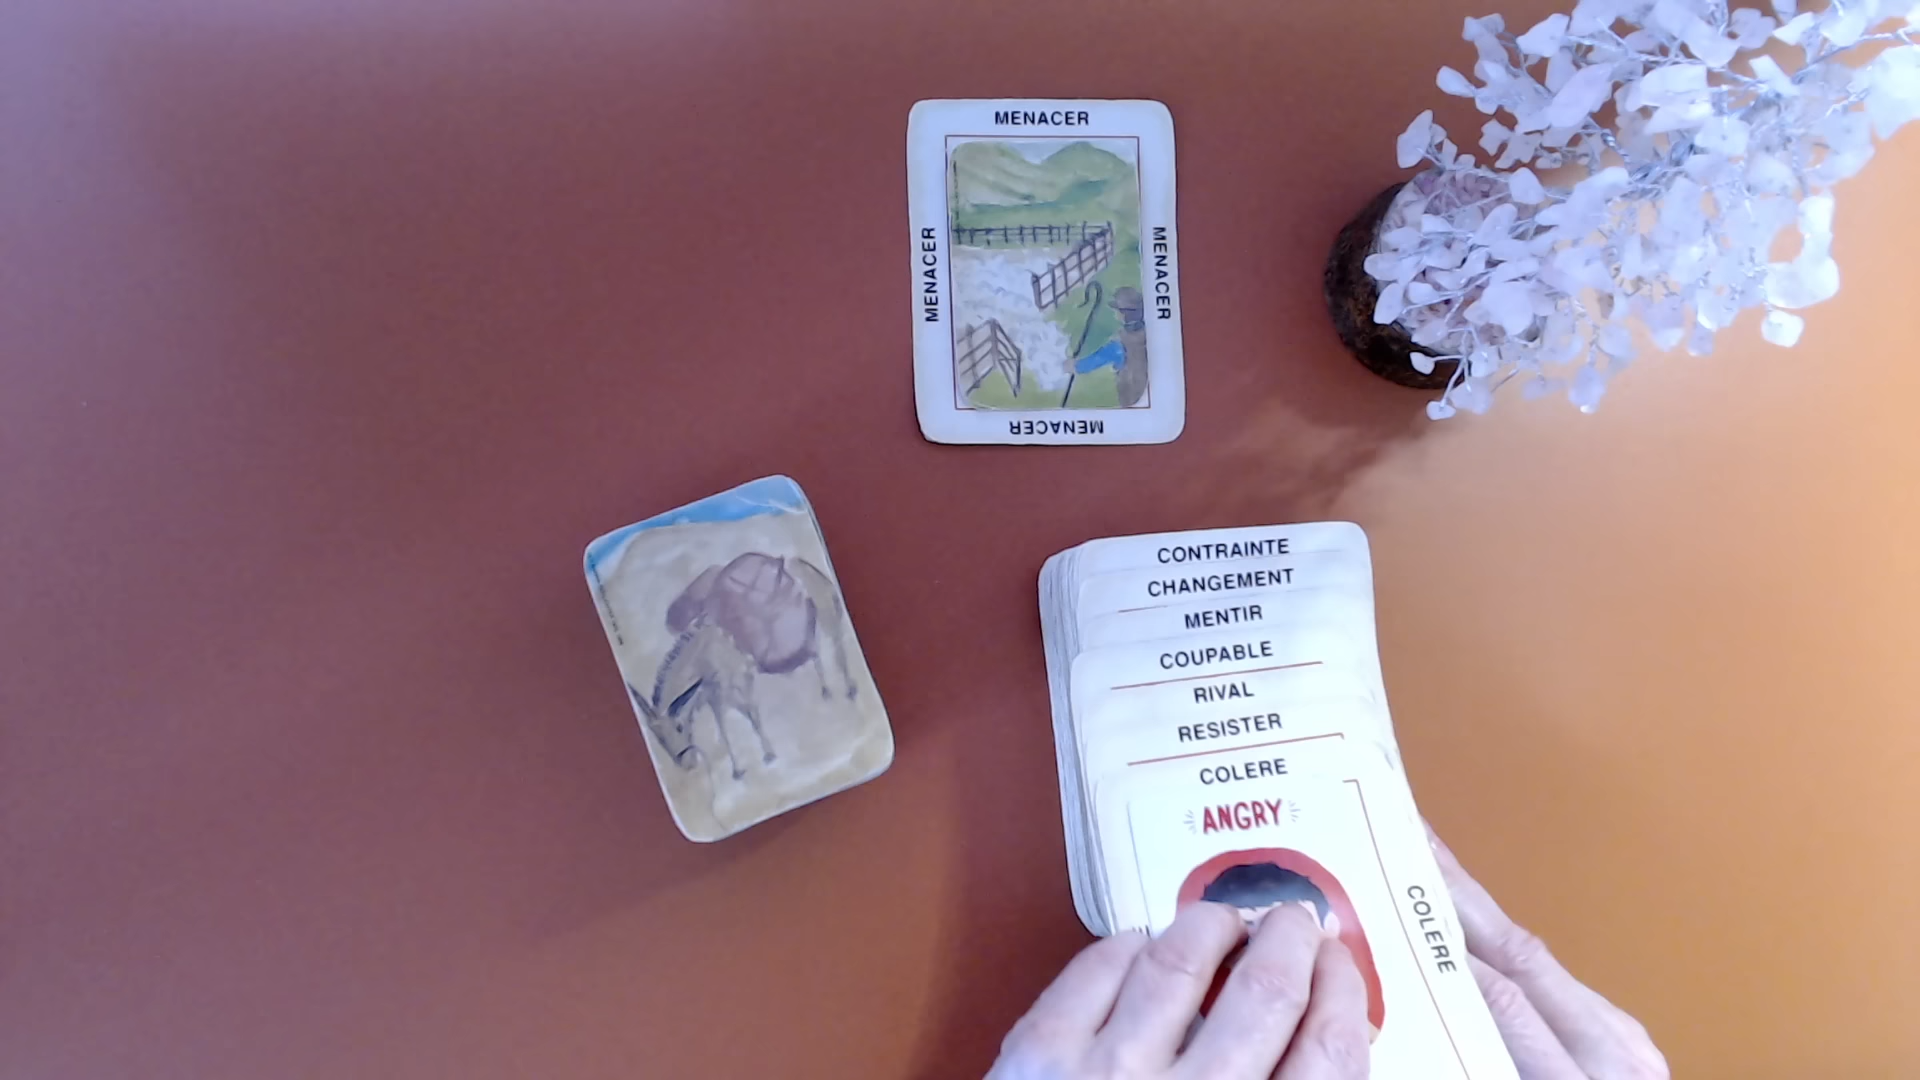 MENACER
MENACER
MENACER
MENACER
CONTRAINTE
CHANGEMENT
MENTIR
COUPABLE
RIVAL
RESISTER
COLERE
ANGRY
COLERE